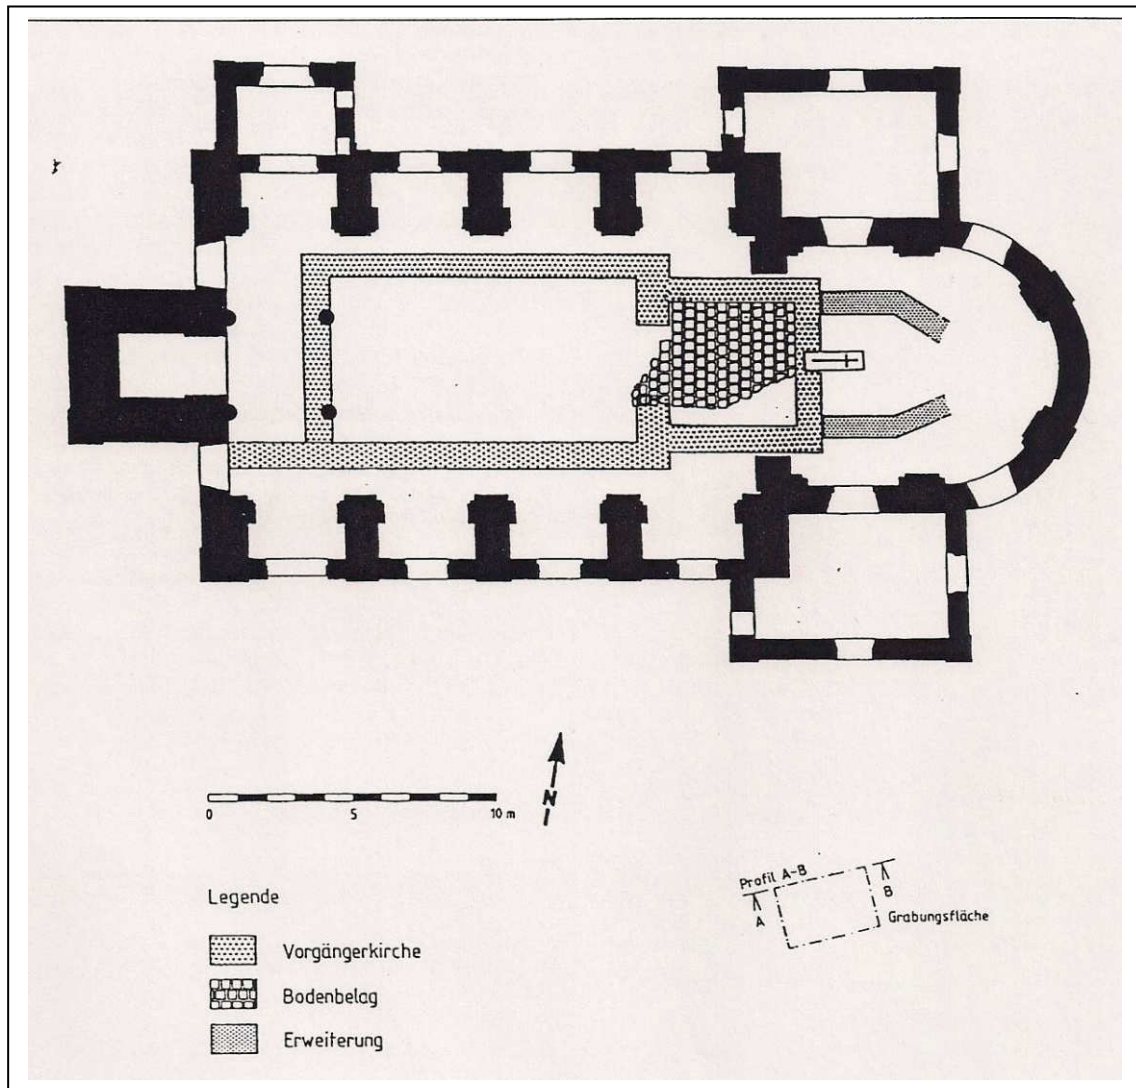 N
0 5 10 m
Profil A-B
A
B
Grabungsfläche
Legende
Vorgängerkirche
Bodenbelag
Erweiterung